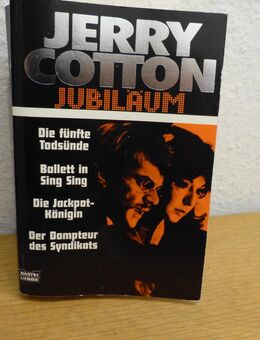 JERRY
COTTON
JUBILÄUM
Die fünfte
Todsünde
Ballett in
Sing Sing
Die Jackpot-
Königin
Der Dompteur
des Syndikats
BASTEI
LÜBBE